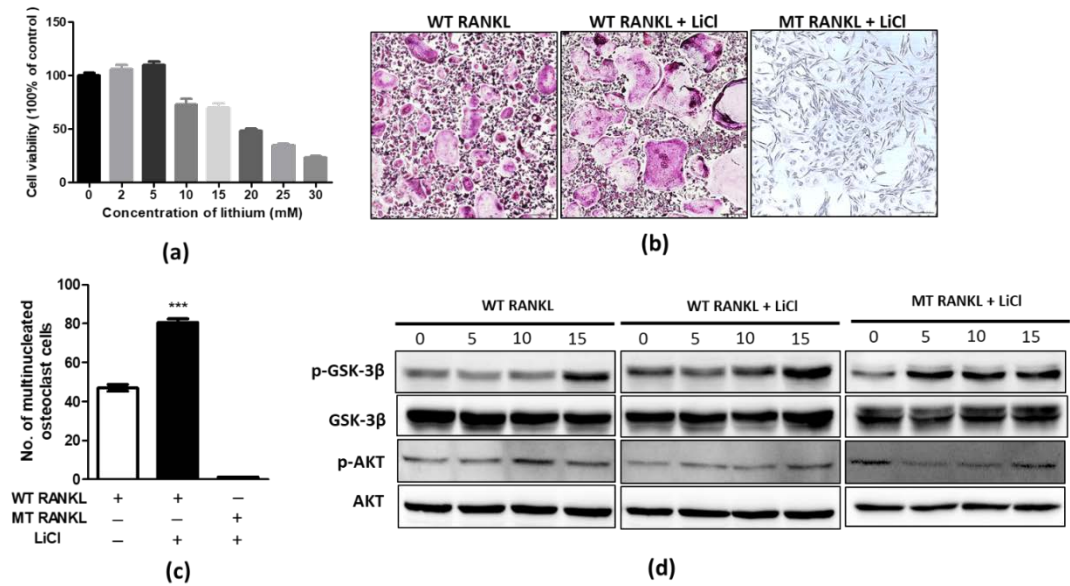 150
100
50
0
Cell viability (100% of control)
0 2 5 10 15 20 25 30
Concentration of lithium (mM)
(a)
WT RANKL
WT RANKL + LiCl
MT RANKL + LiCl
(b)
100
80
60
40
20
0
No. of multinucleated
osteoclast cells
***
WT RANKL + + –
MT RANKL – – +
LiCl – + +
(c)
WT RANKL
WT RANKL + LiCl
MT RANKL + LiCl
0 5 10 15 0 5 10 15 0 5 10 15
p-GSK-3β
GSK-3β
p-AKT
AKT
(d)